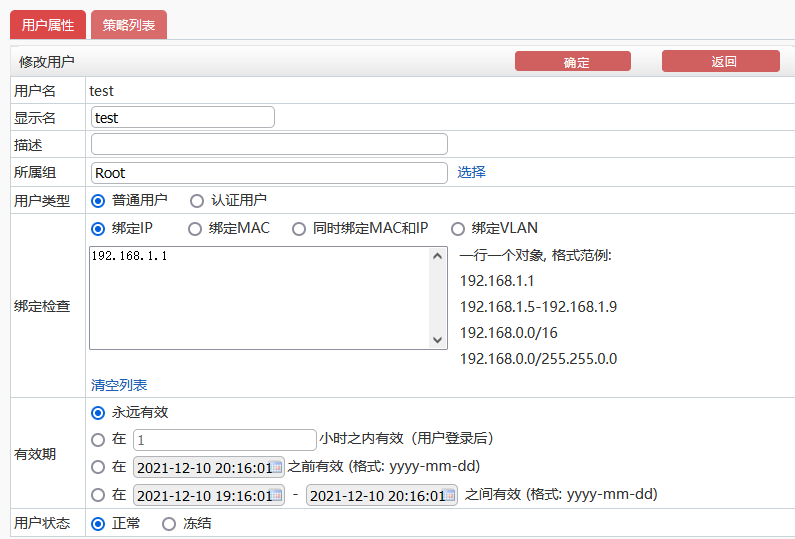 用户属性 策略列表
修改用户 确定 返回
用户名 test
显示名 test
描述
所属组 Root 选择
用户类型 普通用户 认证用户
绑定IP 绑定MAC 同时绑定MAC和IP 绑定VLAN
192.168.1.1 一行一个对象, 格式范例:
192.168.1.1
192.168.1.5-192.168.1.9
绑定检查
192.168.0.0/16
192.168.0.0/255.255.0.0
清空列表
永远有效
在 1 小时之内有效（用户登录后）
有效期
在 2021-12-10 20:16:01 之前有效 (格式: yyyy-mm-dd)
在 2021-12-10 19:16:01 - 2021-12-10 20:16:01 之间有效 (格式: yyyy-mm-dd)
用户状态 正常 冻结